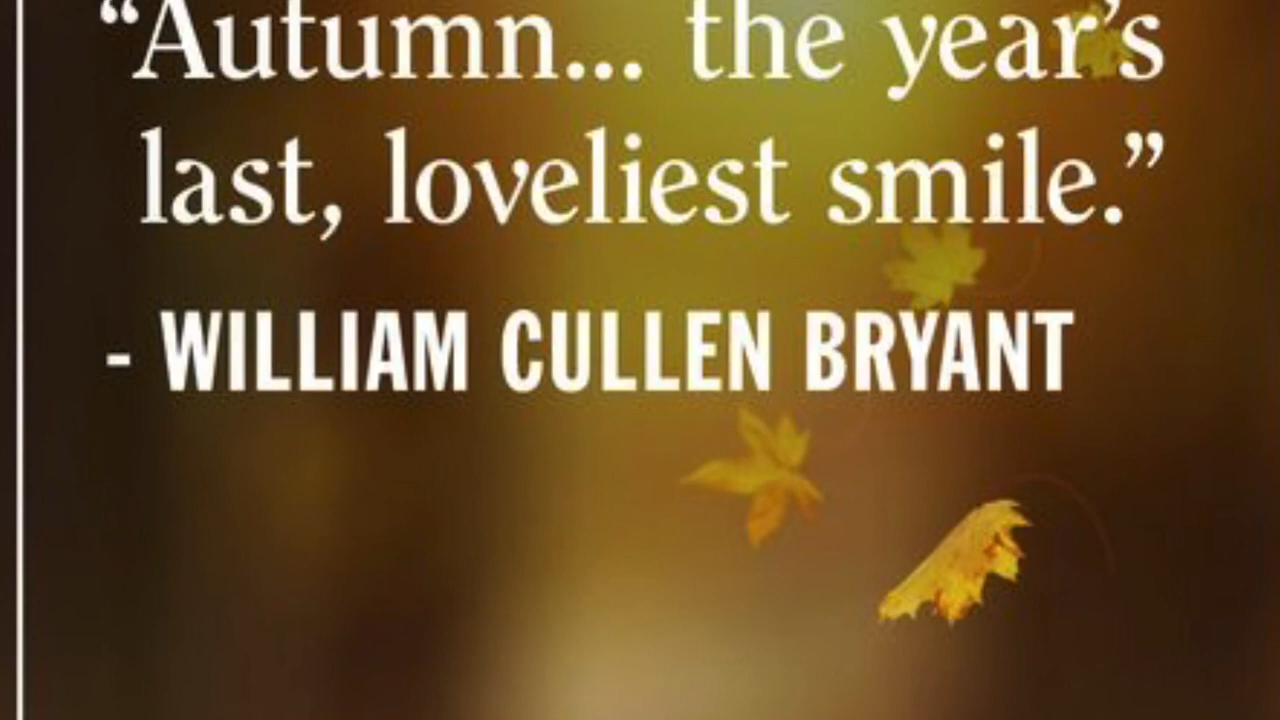 “Autumn... the year’s
last, loveliest smile.”
- WILLIAM CULLEN BRYANT